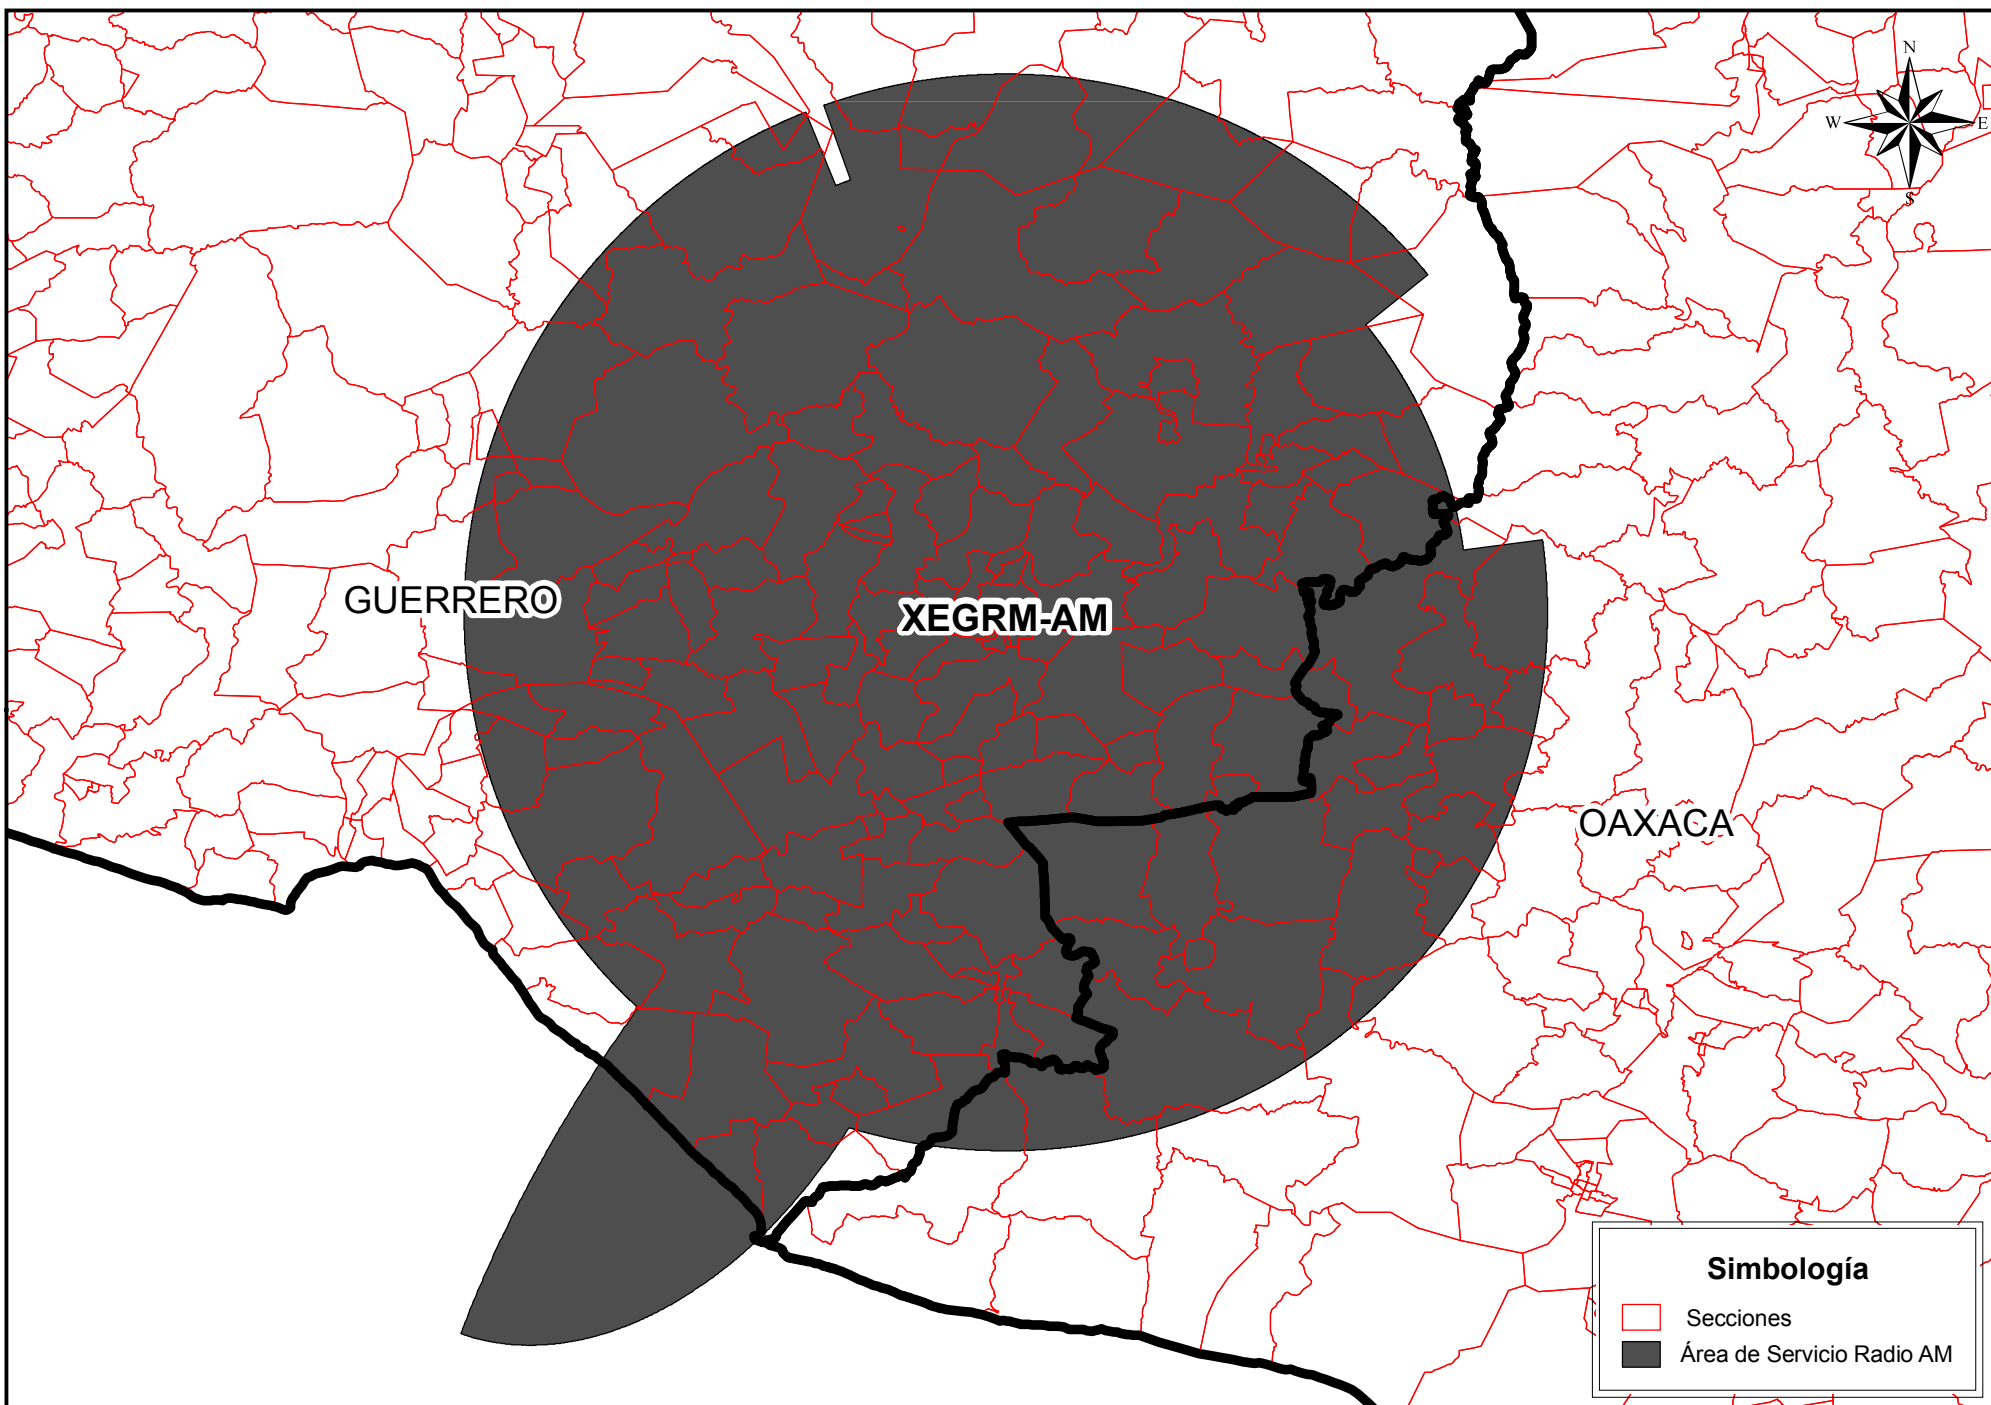 N
W E
S
GUERRERO
XEGRM-AM
OAXACA
Simbología
Secciones
Área de Servicio Radio AM